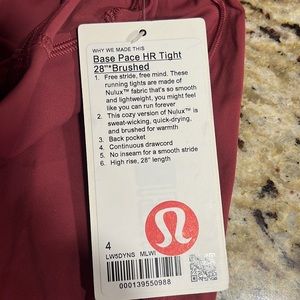 WHY WE MADE THIS
Base Pace HR Tight
28"*Brushed
1. Free stride, free mind. These
running tights are made of
Nulux™ fabric that's so smooth
and lightweight, you might feel
like you can run forever
2. This cozy version of Nulux™ is
sweat-wicking, quick-drying,
and brushed for warmth
3. Back pocket
4. Continuous drawcord
5. No inseam for a smooth stride
6. High rise, 28" length
4
LW5DYNS MLWI
000139550988